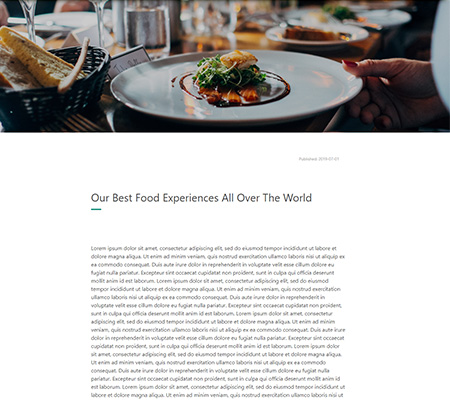 Published
Our Best Food Experiences All Over The World
Lorem ipsum dolor sit amet, consectetur adipiscing elit, sed do eiusmod tempor incididunt ut labore et
dolore magna aliqua. Ut enim ad minim veniam, quis nostrud exercitation ullamco laboris nisi ut aliquip ex
ea commodo consequat. Duis aute irure dolor in reprehenderit in voluptate velit esse cillum dolore eu
fugiat nulla pariatur. Excepteur sint occaecat cupidatat non proident, sunt in culpa qui officia deserunt
mollit anim id est laborum. Lorem ipsum dolor sit amet, consectetur adipiscing elit, sed do eiusmod
tempor incididunt ut labore et dolore magna aliqua. Ut enim ad minim veniam, quis nostrud exercitation
ullamco laboris nisi ut aliquip ex ea commodo consequat. Duis aute irure dolor in reprehenderit in
voluptate velit esse cillum dolore eu fugiat nulla pariatur. Excepteur sint occaecat cupidatat non proident,
sunt in culpa qui officia deserunt mollit anim id est laborum. Lorem ipsum dolor sit amet, consectetur
adipiscing elit, sed do eiusmod tempor incididunt ut labore et dolore magna aliqua. Ut enim ad minim
veniam, quis nostrud exercitation ullamco laboris nisi ut aliquip ex ea commodo consequat. Duis aute irure
dolor in reprehenderit in voluptate velit esse cillum dolore eu fugiat nulla pariatur. Excepteur sint
occaecat cupidatat non proident, sunt in culpa qui officia deserunt mollit anim id est laborum. Lorem
ipsum dolor sit amet, consectetur adipiscing elit, sed do eiusmod tempor incididunt ut labore et dolore
magna aliqua. Ut enim ad minim veniam, quis nostrud exercitation ullamco laboris nisi ut aliquip ex ea
commodo consequat. Duis aute irure dolor in reprehenderit in voluptate velit esse cillum dolore eu fugiat
nulla pariatur. Excepteur sint occaecat cupidatat non proident, sunt in culpa qui officia deserunt mollit
anim id est laborum. Lorem ipsum dolor sit amet, consectetur adipiscing elit, sed do eiusmod tempor
incididunt ut labore et dolore magna aliqua. Ut enim ad minim veniam, quis nostrud exercitation ullamco laboris nisi ut